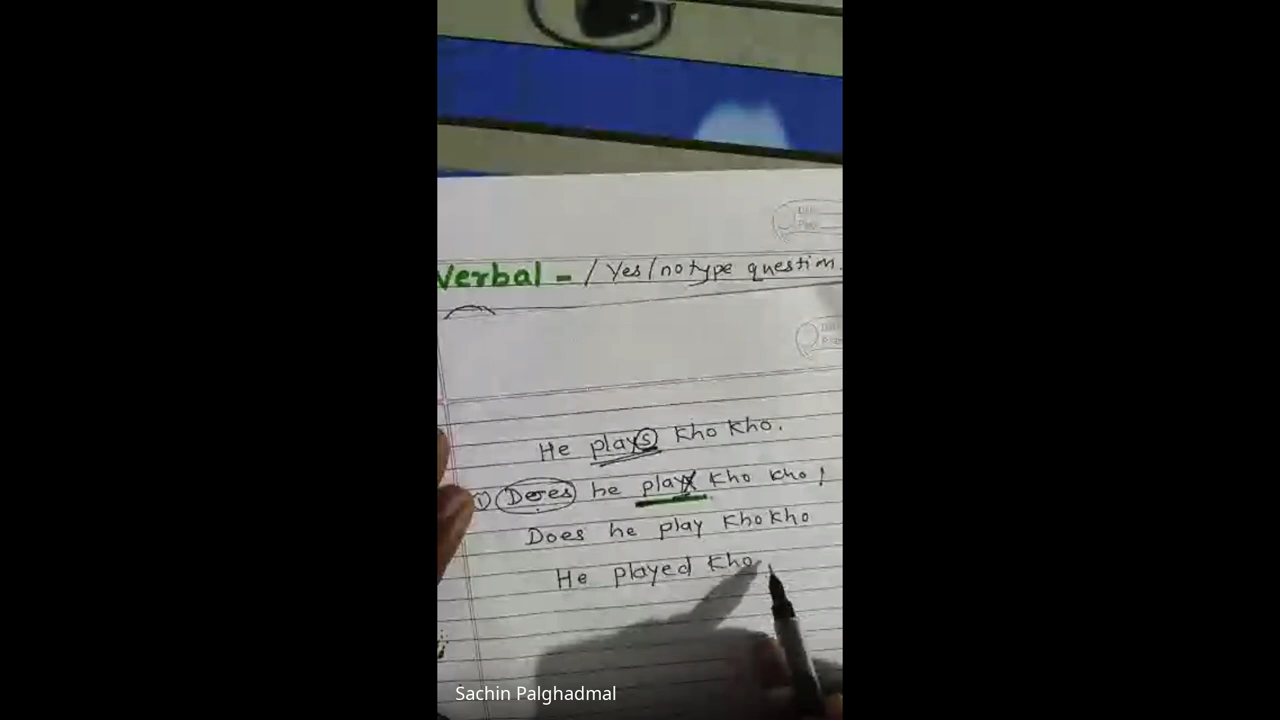 Verbal - / Yes/no type question.
He plays Kho Kho.
① Does he play Kho Kho !
Does he play Kho Kho
He played Kho
Sachin Palghadmal